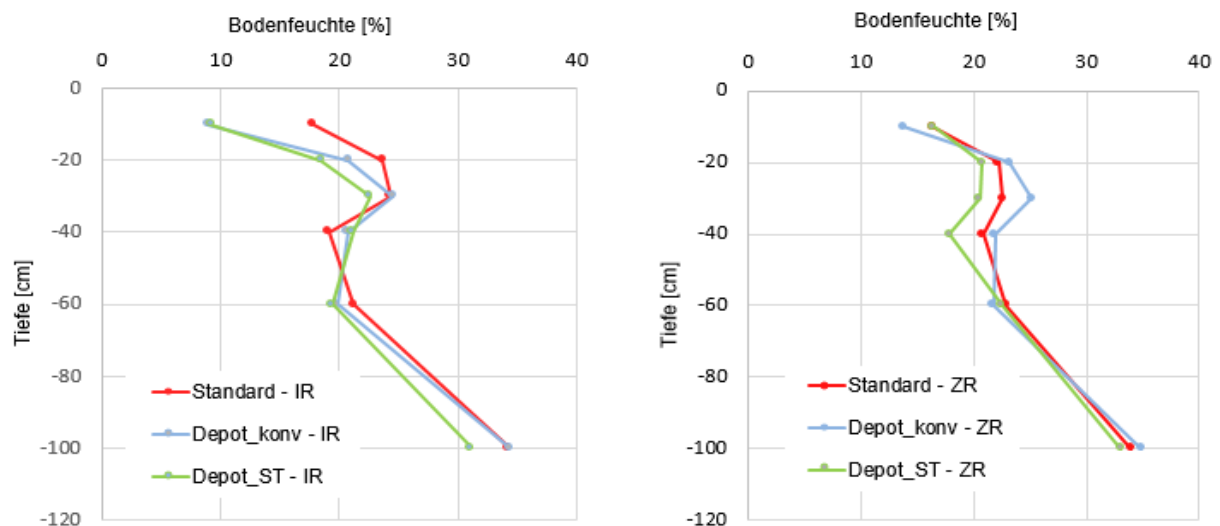 Bodenfeuchte [%]
0 10 20 30 40
0
-20
-40
-60
-80
-100
-120
Tiefe [cm]
Standard - IR
Depot_konv - IR
Depot_ST - IR
Bodenfeuchte [%]
0 10 20 30 40
0
-20
-40
-60
-80
-100
-120
Tiefe [cm]
Standard - ZR
Depot_konv - ZR
Depot_ST - ZR